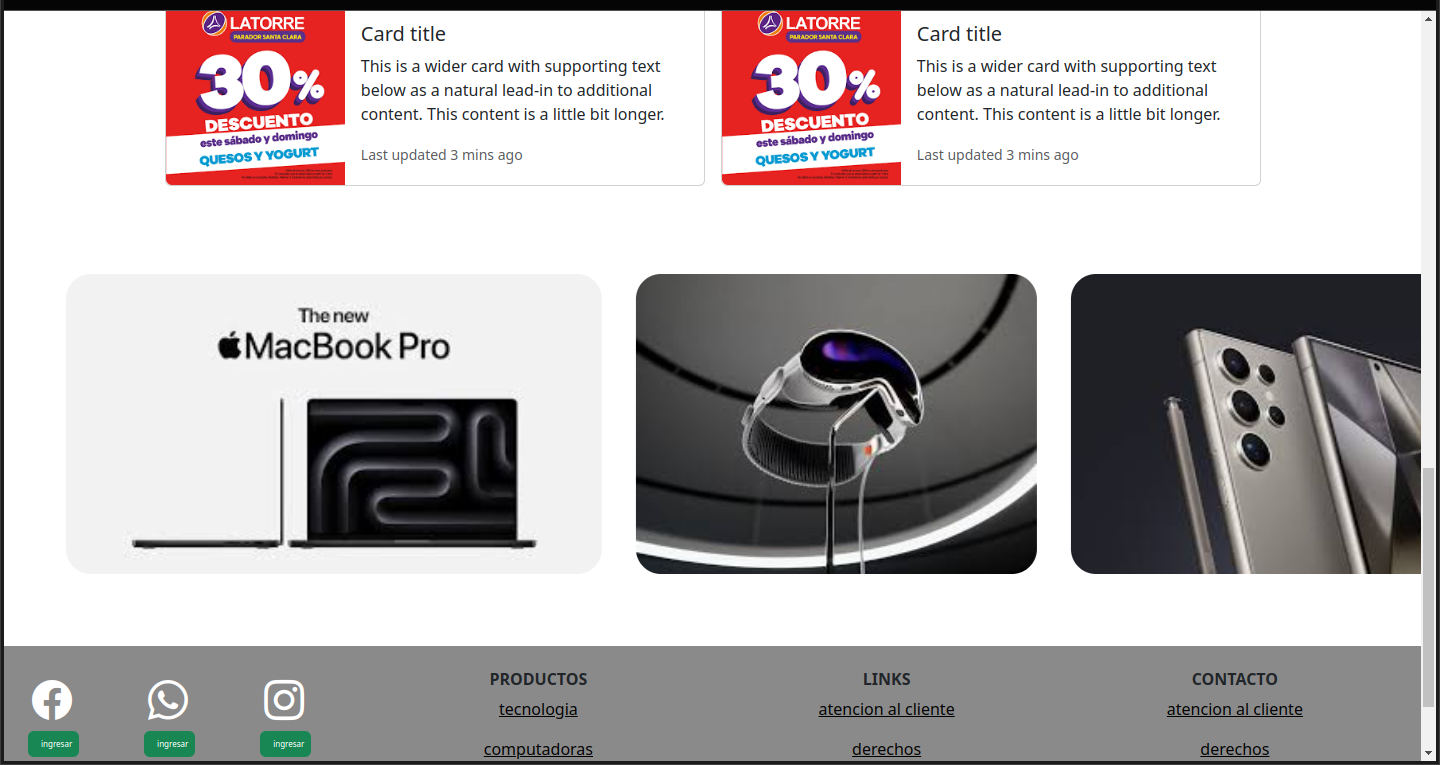 LATORRE
PARADOR SANTA CLARA
30%
DESCUENTO
este sábado y domingo
QUESOS Y YOGURT
Card title
This is a wider card with supporting text
below as a natural lead-in to additional
content. This content is a little bit longer.
Last updated 3 mins ago
LATORRE
PARADOR SANTA CLARA
30%
DESCUENTO
este sábado y domingo
QUESOS Y YOGURT
Card title
This is a wider card with supporting text
below as a natural lead-in to additional
content. This content is a little bit longer.
Last updated 3 mins ago
The new
MacBook Pro
ingresar
ingresar
ingresar
PRODUCTOS
tecnologia
computadoras
LINKS
atencion al cliente
derechos
CONTACTO
atencion al cliente
derechos